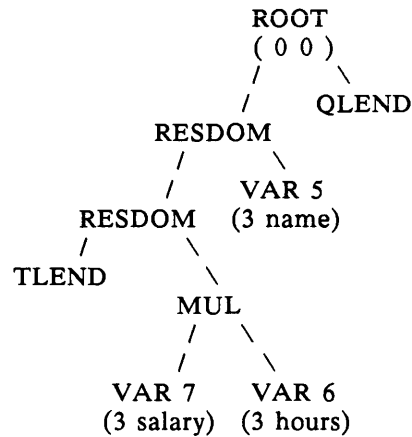 ROOT
( 0 0 )
QLEND
RESDOM
VAR 5
(3 name)
RESDOM
TLEND
MUL
VAR 7 VAR 6
(3 salary) (3 hours)